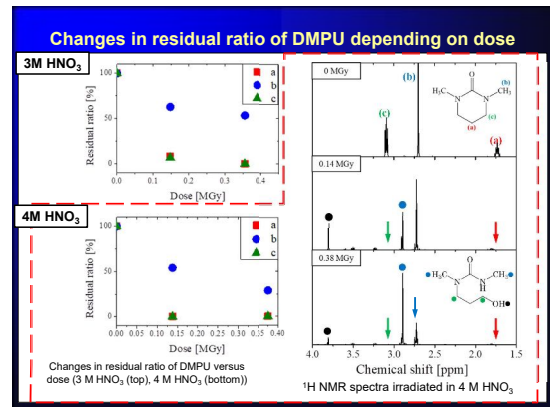 Changes in residual ratio of DMPU depending on dose
3M HNO3
Residual ratio [%]
100
50
0
a
b
c
0.0 0.1 0.2 0.3 0.4
Dose [MGy]
4M HNO3
Residual ratio [%]
100
50
0
a
b
c
0.00 0.05 0.10 0.15 0.20 0.25 0.30 0.35 0.40
Dose [MGy]
Changes in residual ratio of DMPU versus
dose (3 M HNO3 (top), 4 M HNO3 (bottom))
0 MGy
(b)
(c)
(a)
O
H3C
N
N
CH3
(b)
(c)
(a)
0.14 MGy
0.38 MGy
O
H3C
N
N
H
CH3
OH
4.0 3.5 3.0 2.5 2.0 1.5
Chemical shift [ppm]
1H NMR spectra irradiated in 4 M HNO3